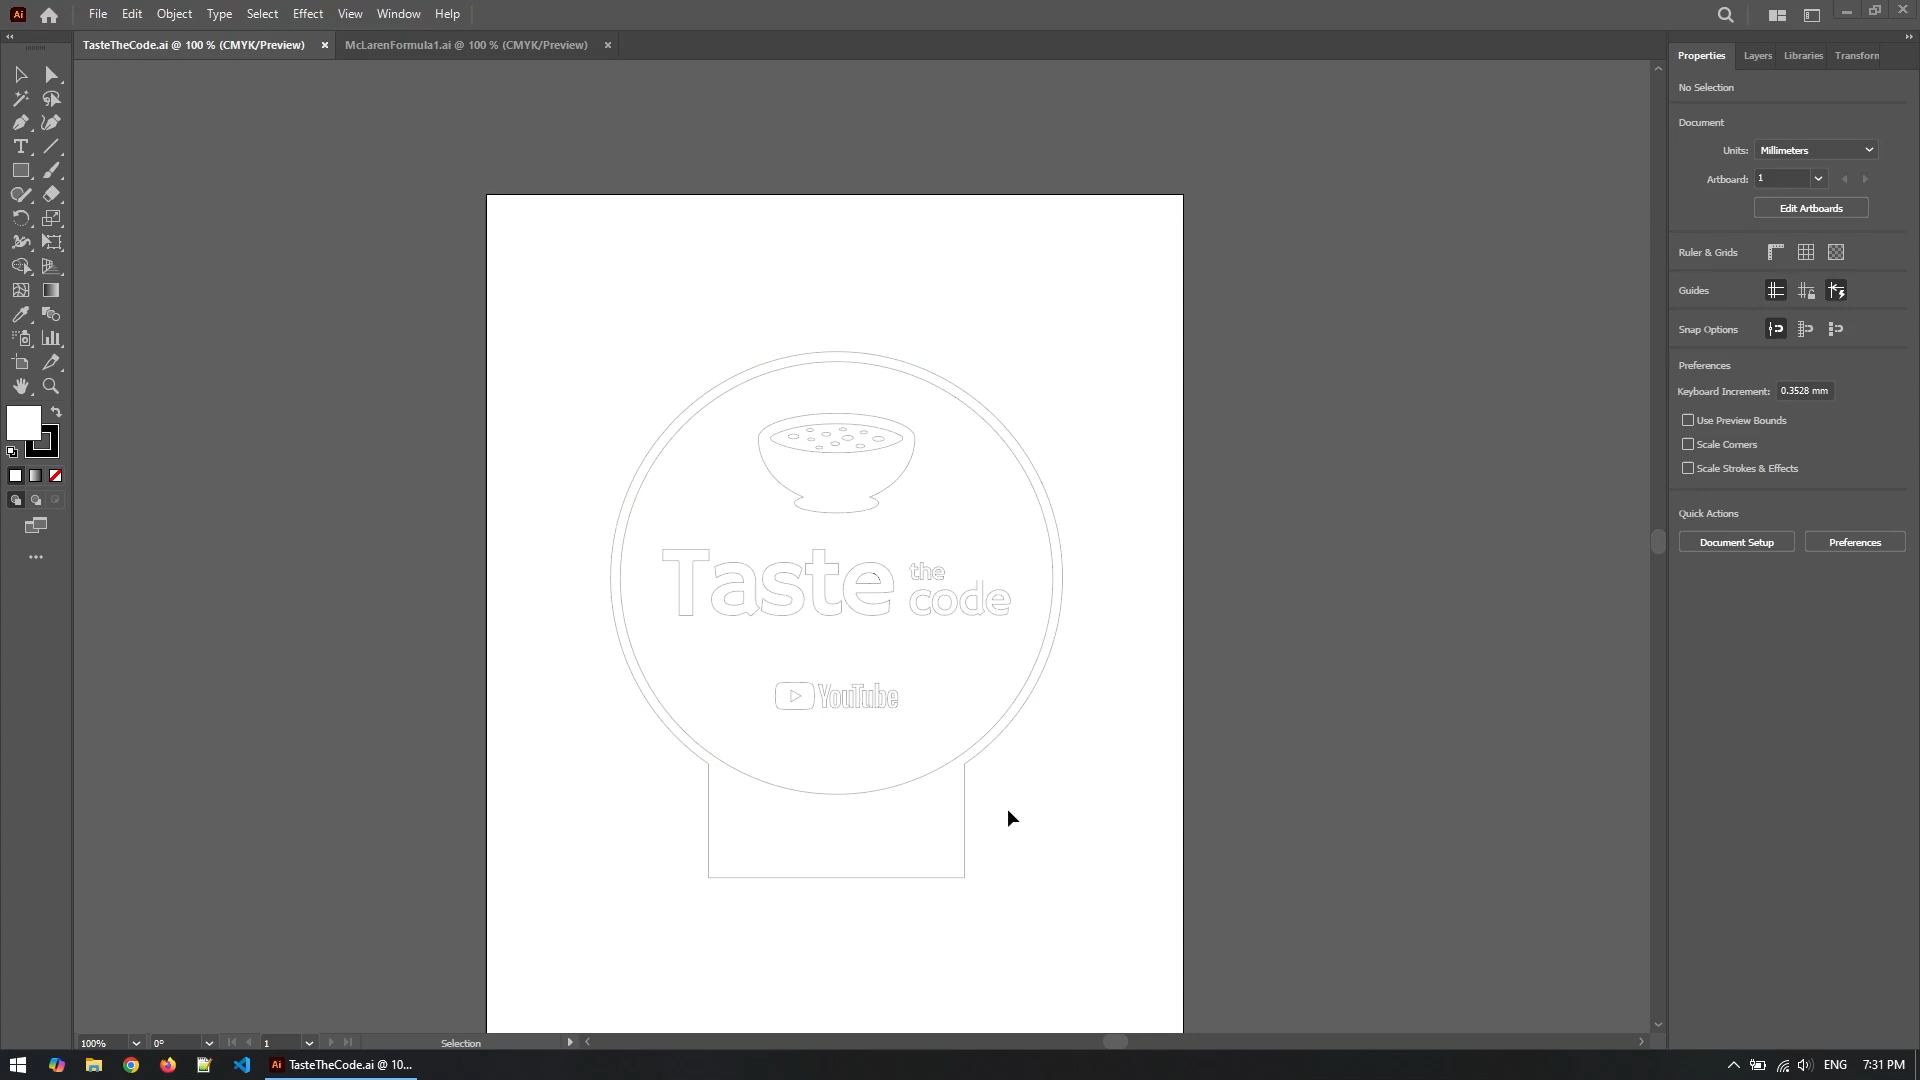 Ai File Edit Object Type Select Effect View Window Help
TasteTheCode.ai @ 100 % (CMYK/Preview) × McLarenFormula1.ai @ 100 % (CMYK/Preview) ×
Properties Layers Libraries Transform
No Selection
Document
Units: Millimeters
Artboard: 1
Edit Artboards
Ruler & Grids
Guides
Snap Options
Preferences
Keyboard Increment: 0.3528 mm
Use Preview Bounds
Scale Corners
Scale Strokes & Effects
Quick Actions
Document Setup Preferences
Taste the code
YouTube
100% 0° 1 Selection
Ai TasteTheCode.ai @ 10... ENG 7:31 PM